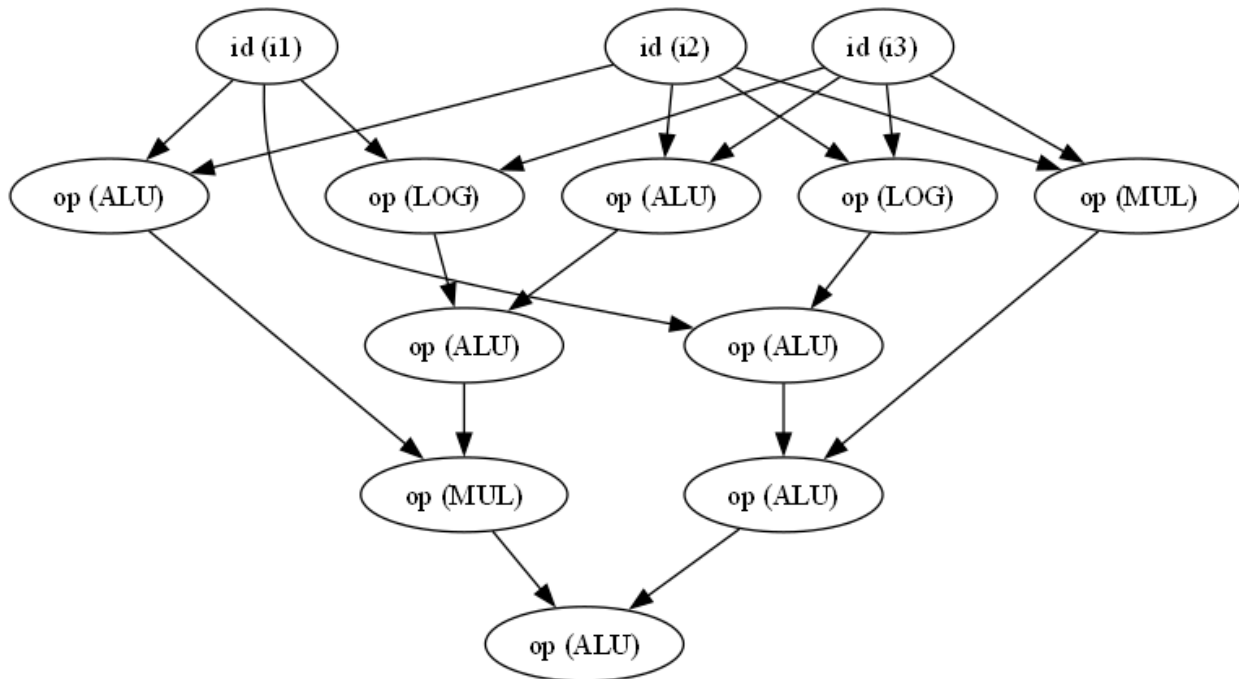 id (i1)
id (i2)
id (i3)
op (ALU)
op (LOG)
op (ALU)
op (LOG)
op (MUL)
op (ALU)
op (ALU)
op (MUL)
op (ALU)
op (ALU)